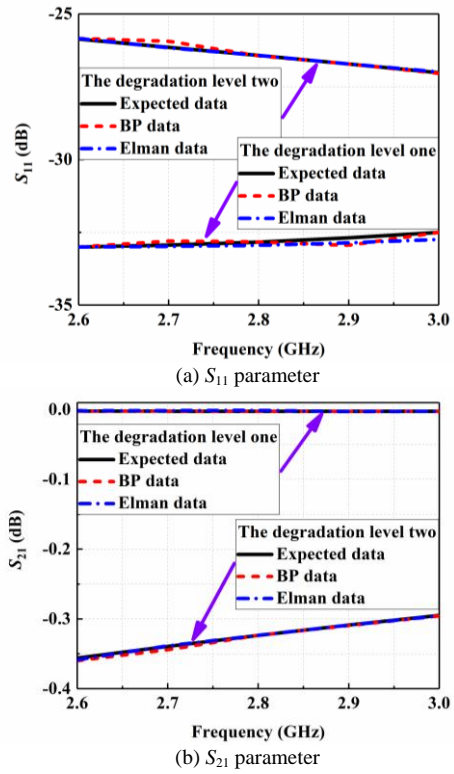 -25
The degradation level two
Expected data
BP data
Elman data
The degradation level one
Expected data
BP data
Elman data
-30
-35
S11 (dB)
2.6 2.7 2.8 2.9 3.0
Frequency (GHz)
(a) S11 parameter
0.0
The degradation level one
Expected data
BP data
Elman data
-0.1
The degradation level two
Expected data
BP data
Elman data
-0.2
-0.3
-0.4
S21 (dB)
2.6 2.7 2.8 2.9 3.0
Frequency (GHz)
(b) S21 parameter